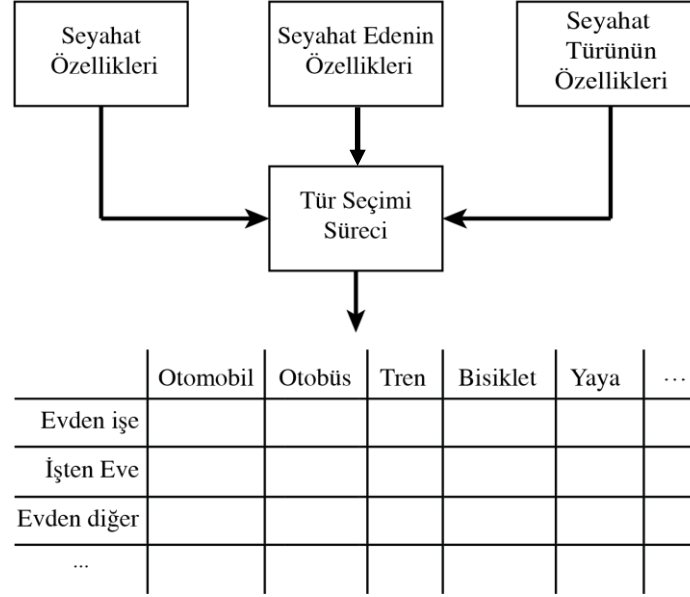 Seyahat
Özellikleri
Seyahat Edenin
Özellikleri
Seyahat
Türünün
Özellikleri
Tür Seçimi
Süreci
Otomobil Otobüs Tren Bisiklet Yaya ...
Evden işe
İşten Eve
Evden diğer
...